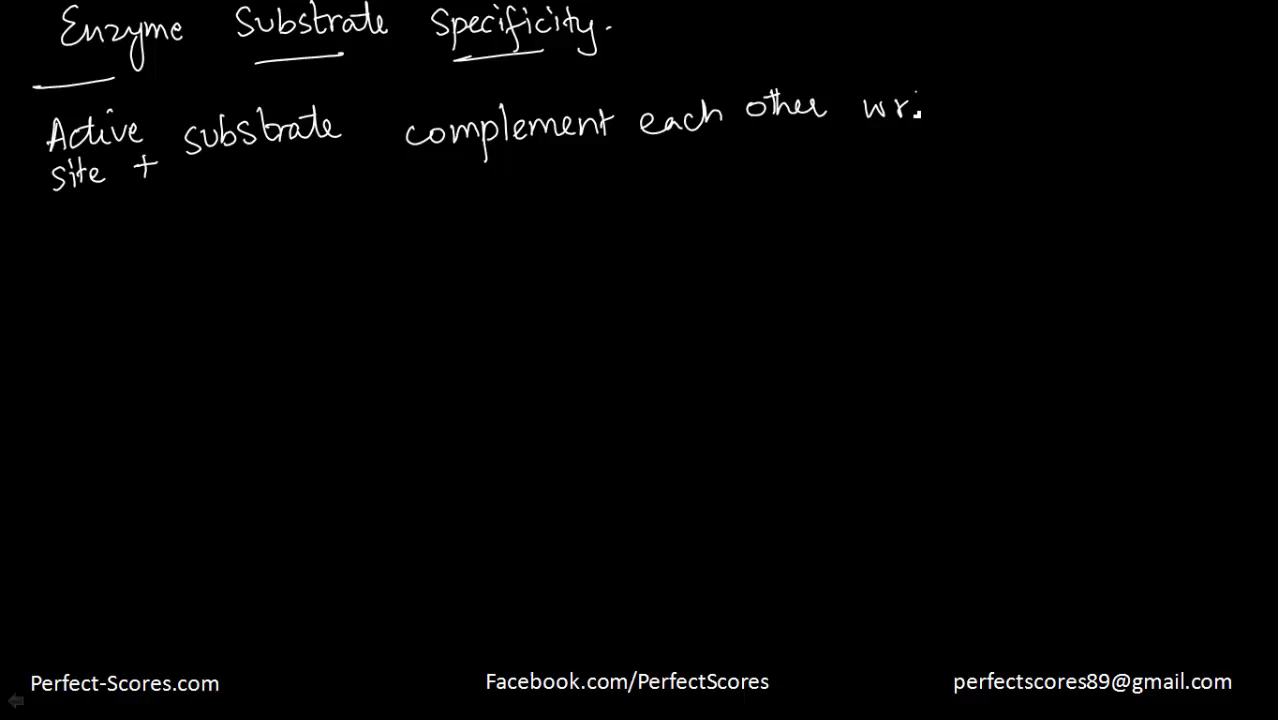 Enzyme Substrate Specificity.
Active substrate complement each other wr.
site +
Perfect-Scores.com Facebook.com/PerfectScores perfectscores89@gmail.com